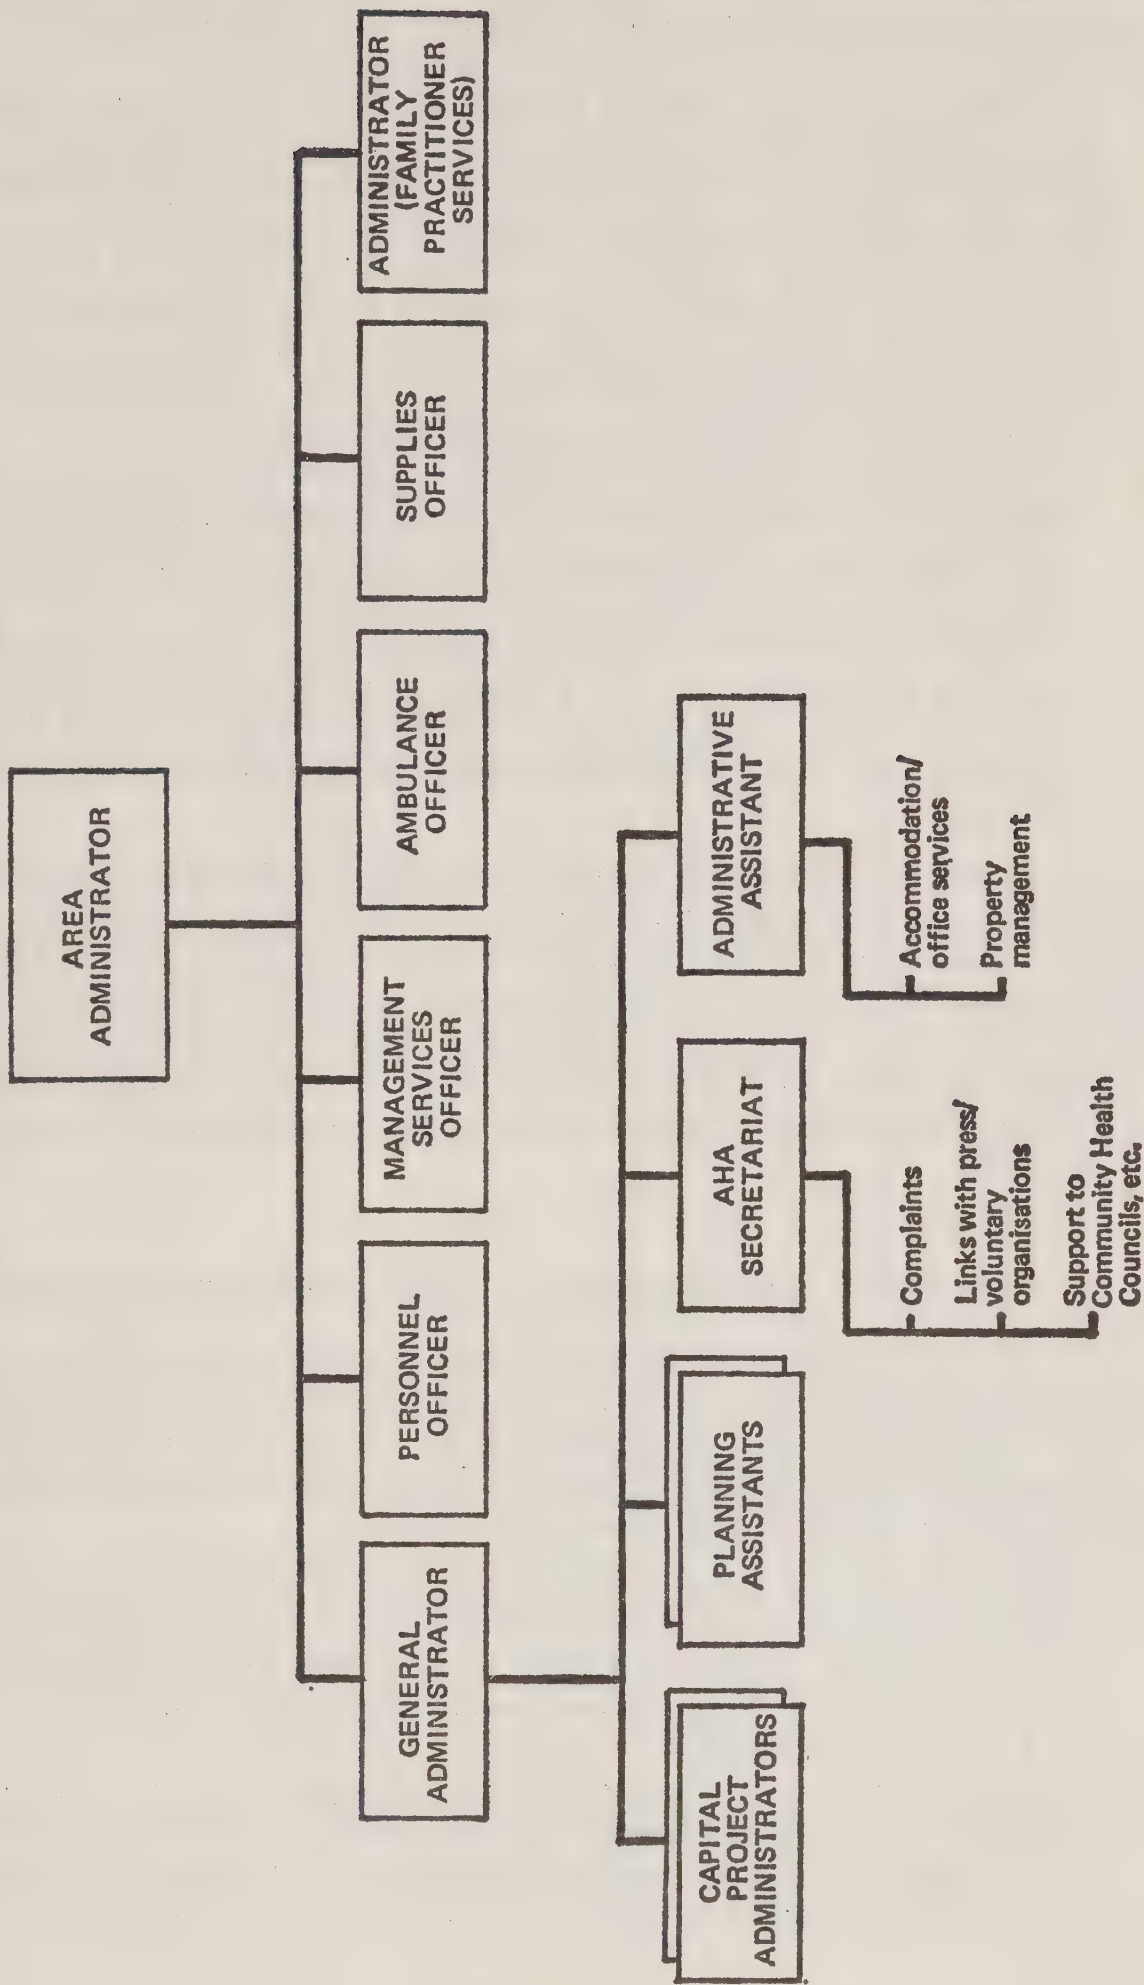 AREA
ADMINISTRATOR
GENERAL
ADMINISTRATOR
PERSONNEL
OFFICER
MANAGEMENT
SERVICES
OFFICER
AMBULANCE
OFFICER
SUPPLIES
OFFICER
ADMINISTRATOR
(FAMILY
PRACTITIONER
SERVICES)
CAPITAL
PROJECT
ADMINISTRATORS
PLANNING
ASSISTANTS
AHA
SECRETARIAT
ADMINISTRATIVE
ASSISTANT
Complaints
Links with press/
voluntary
organisations
Support to
Community Health
Councils, etc.
Accommodation/
office services
Property
management